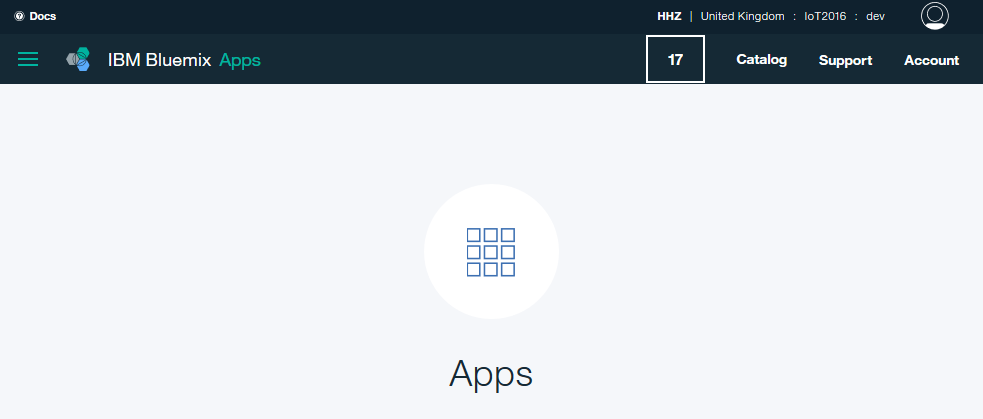 Docs HHZ | United Kingdom : IoT2016 : dev
IBM Bluemix Apps 17 Catalog Support Account
Apps